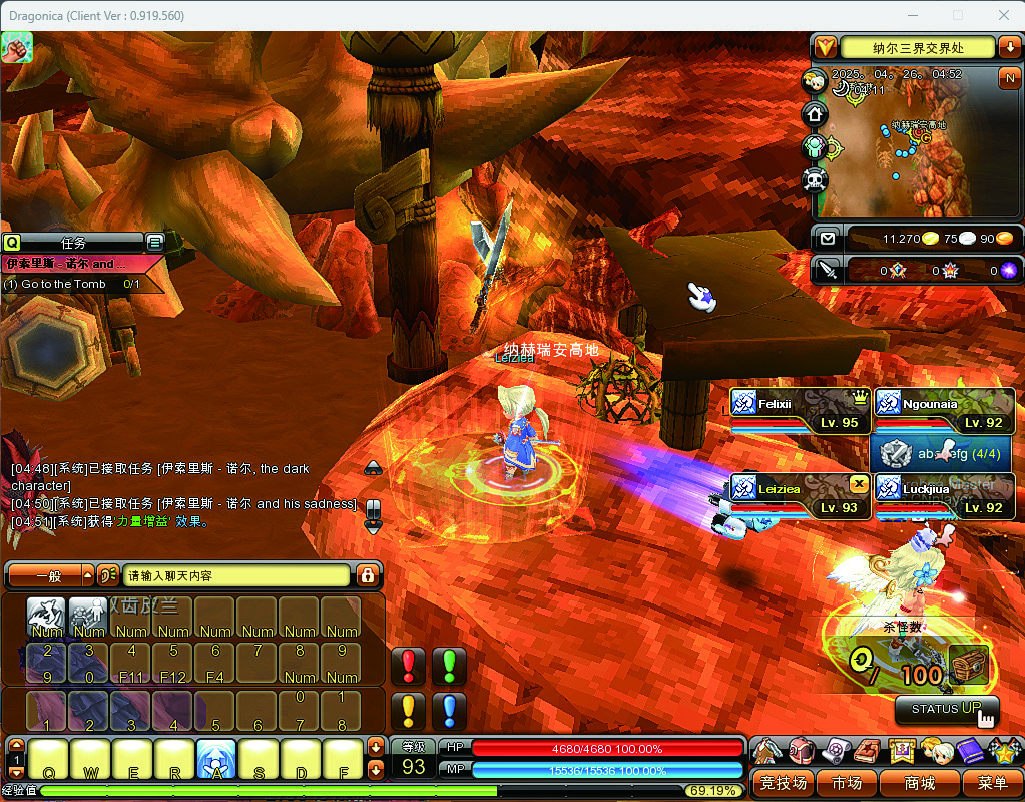 Dragonica (Client Ver : 0.919.560)
纳尔三界交界处
2025。 04。 26。 04:52
04:11
N
纳赫瑞安高地
11.270 75 90
0 0 0
Q 任务
伊索里斯 - 诺尔 and ...
(1) Go to the Tomb 0/1
纳赫瑞安高地
Leiziea
Felixii
Lv. 95
Ngounaia
Lv. 92
(4/4)
Leiziea
Lv. 93
Luckjiua
Lv. 92
[04:48][系统]已接取任务 [伊索里斯 - 诺尔, the dark
character]
[04:50][系统]已接取任务 [伊索里斯 - 诺尔 and his sadness]
[04:51][系统]获得'力量增益' 效果。
一般 请输入聊天内容
Num Num Num Num Num Num Num Num
2 3 4 5 6 7 8 9
9 0 F11 F12 F4 Num Num
0 1
1 2 3 4 5 6 7 8
杀怪数
0 / 100
STATUS UP
1 Q W E R A S D F
等级 93
HP 4680/4680 100.00%
MP 15536/15536 100.00%
竞技场 市场 商城 菜单
经验值 69.19%